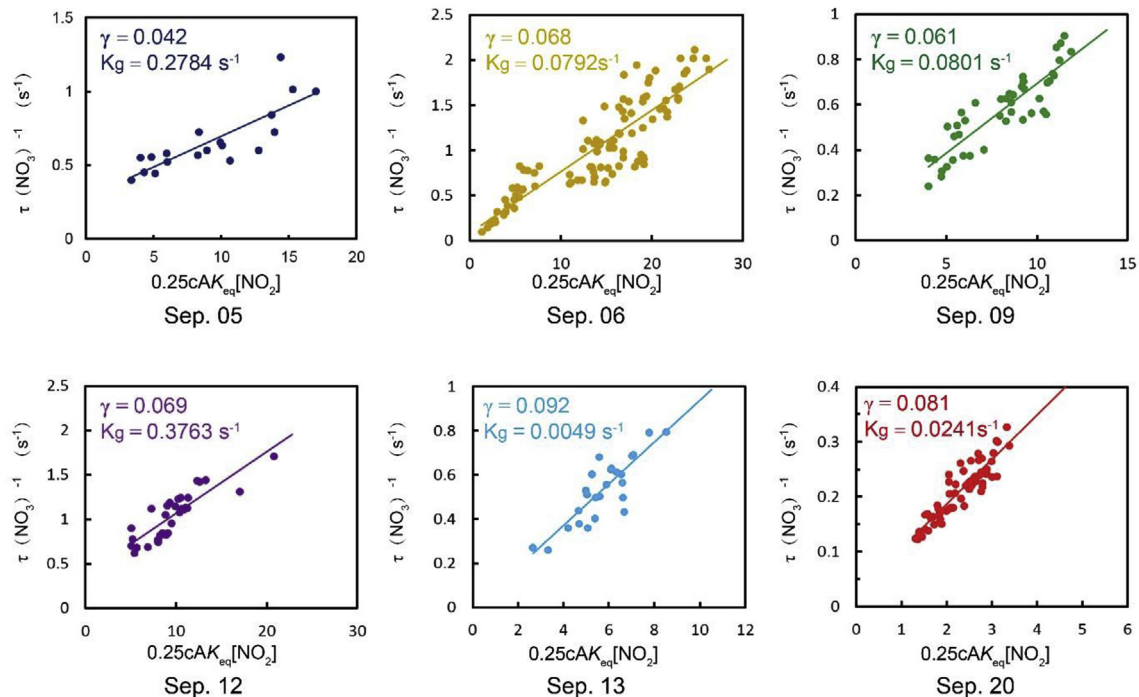 1.5
γ = 0.042
Kg = 0.2784 s⁻¹
1
0.5
0
0 5 10 15 20
τ (NO₃)⁻¹ (s⁻¹)
0.25cAKeq[NO₂]
Sep. 05
2.5
γ = 0.068
Kg = 0.0792s⁻¹
2
1.5
1
0.5
0
0 10 20 30
τ (NO₃)⁻¹ (s⁻¹)
0.25cAKeq[NO₂]
Sep. 06
1
γ = 0.061
Kg = 0.0801 s⁻¹
0.8
0.6
0.4
0.2
0
0 5 10 15
τ (NO₃)⁻¹ (s⁻¹)
0.25cAKeq[NO₂]
Sep. 09
2.5
γ = 0.069
Kg = 0.3763 s⁻¹
2
1.5
1
0.5
0
0 10 20 30
τ (NO₃)⁻¹ (s⁻¹)
0.25cAKeq[NO₂]
Sep. 12
1
γ = 0.092
Kg = 0.0049 s⁻¹
0.8
0.6
0.4
0.2
0
0 2 4 6 8 10 12
τ (NO₃)⁻¹ (s⁻¹)
0.25cAKeq[NO₂]
Sep. 13
0.4
γ = 0.081
Kg = 0.0241s⁻¹
0.3
0.2
0.1
0
0 1 2 3 4 5 6
τ (NO₃)⁻¹ (s⁻¹)
0.25cAKeq[NO₂]
Sep. 20